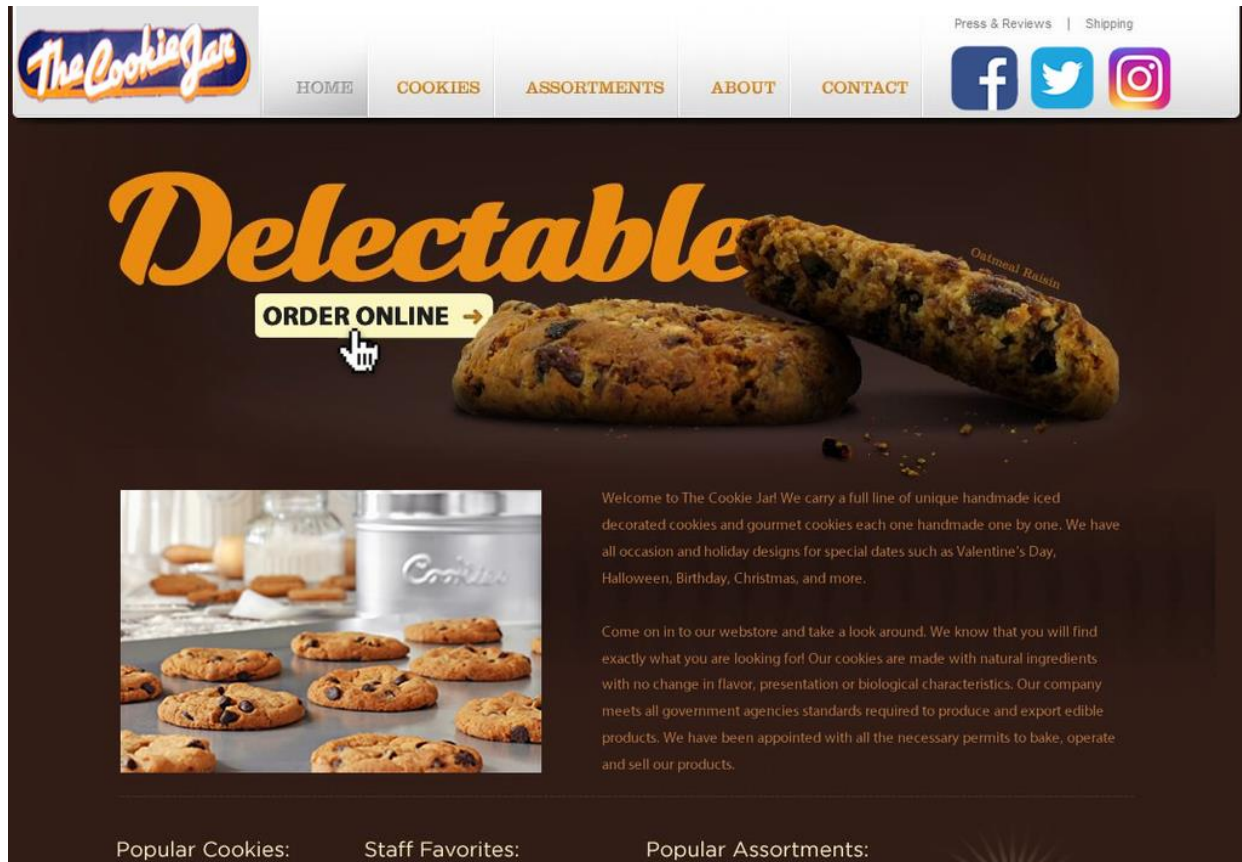 The Cookie Jar
Press & Reviews | Shipping
HOME COOKIES ASSORTMENTS ABOUT CONTACT
Delectable
Oatmeal Raisin
ORDER ONLINE →
Cookies
Welcome to The Cookie Jar! We carry a full line of unique handmade iced
decorated cookies and gourmet cookies each one handmade one by one. We have
all occasion and holiday designs for special dates such as Valentine's Day,
Halloween, Birthday, Christmas, and more.
Come on in to our webstore and take a look around. We know that you will find
exactly what you are looking for! Our cookies are made with natural ingredients
with no change in flavor, presentation or biological characteristics. Our company
meets all government agencies standards required to produce and export edible
products. We have been appointed with all the necessary permits to bake, operate
and sell our products.
Popular Cookies: Staff Favorites: Popular Assortments: